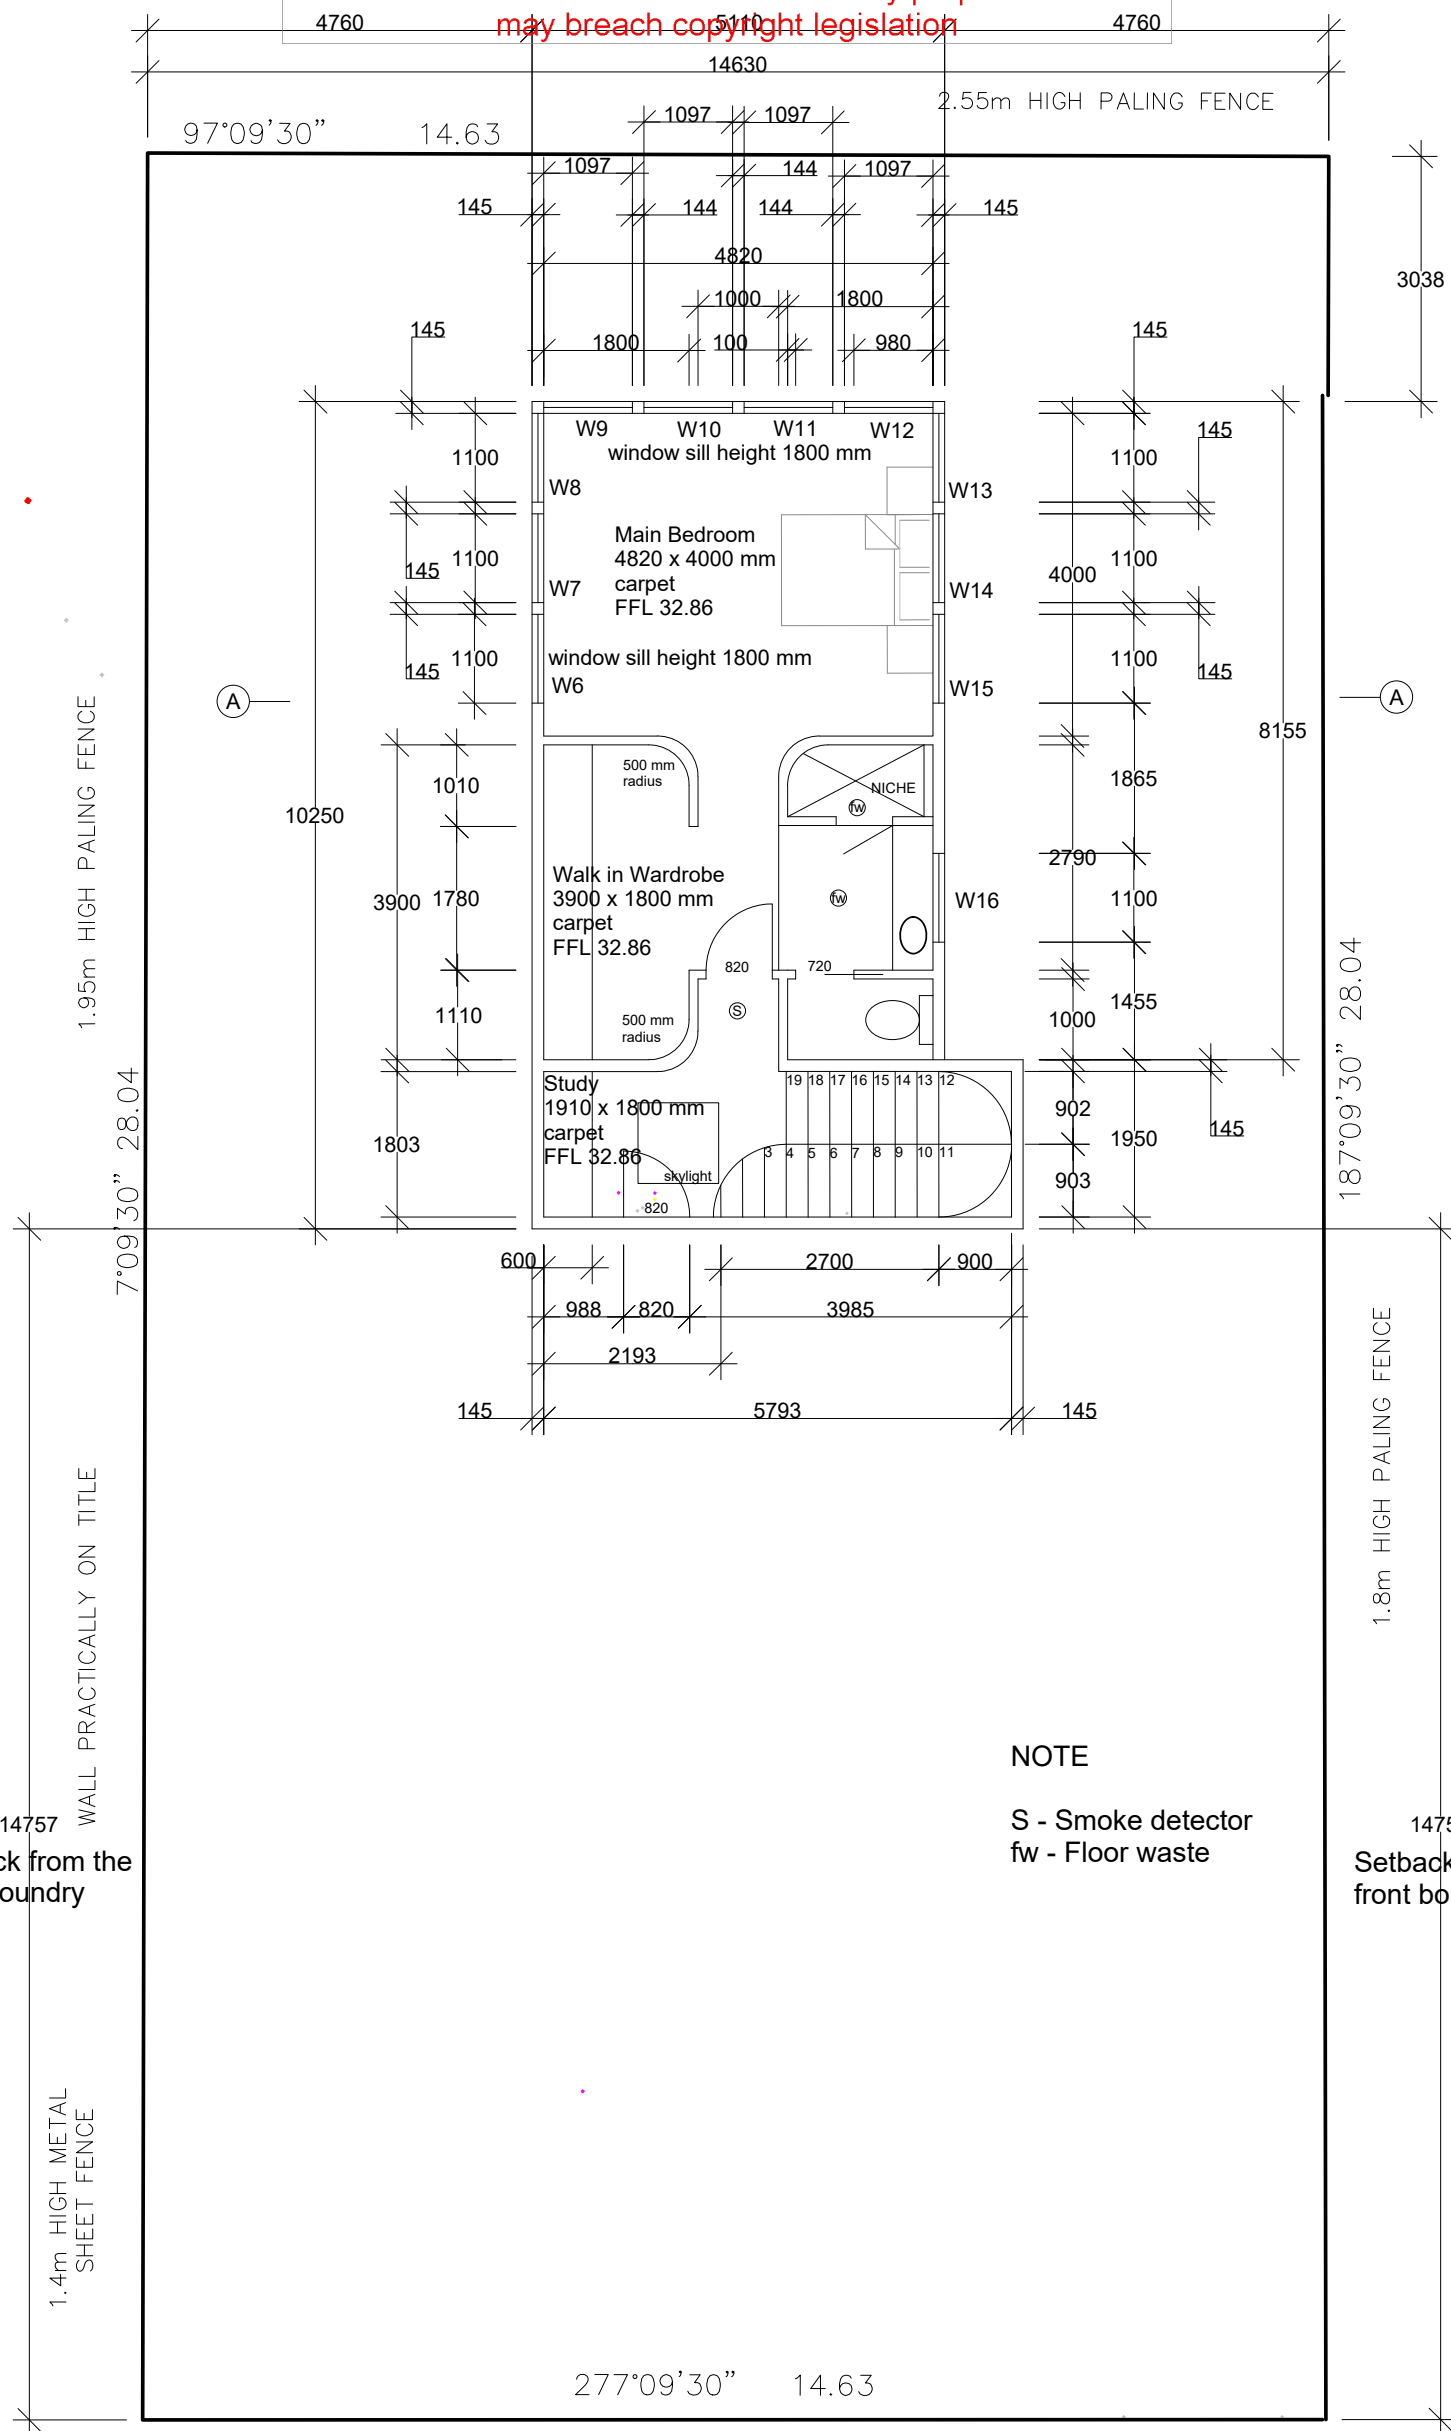 may breach copyright legislation
4760
5110
4760
14630
2.55m HIGH PALING FENCE
97°09'30" 14.63
1097
1097
1097
144
1097
145
144
144
145
4820
3038
1000
1800
145
145
1800
100
980
W9
W10
W11
W12
window sill height 1800 mm
1100
1100
145
W8
W13
Main Bedroom
4820 x 4000 mm
carpet
FFL 32.86
145
1100
4000
1100
W7
W14
window sill height 1800 mm
145
1100
1100
145
W6
W15
A
A
8155
1.95m HIGH PALING FENCE
500 mm
radius
NICHE
fw
1010
1865
10250
2790
Walk in Wardrobe
3900 x 1800 mm
carpet
FFL 32.86
3900
1780
fw
W16
1100
820
720
187°09'30" 28.04
1110
S
1455
1000
500 mm
radius
7°09'30" 28.04
Study
1910 x 1800 mm
carpet
FFL 32.86
19
18
17
16
15
14
13
12
902
1803
1950
145
3
4
5
6
7
8
9
10
11
skylight
903
820
600
2700
900
988
820
3985
2193
145
5793
145
1.8m HIGH PALING FENCE
WALL PRACTICALLY ON TITLE
NOTE
S - Smoke detector
fw - Floor waste
14757
from the
Setback
front
1.4m HIGH METAL
SHEET FENCE
277°09'30" 14.63